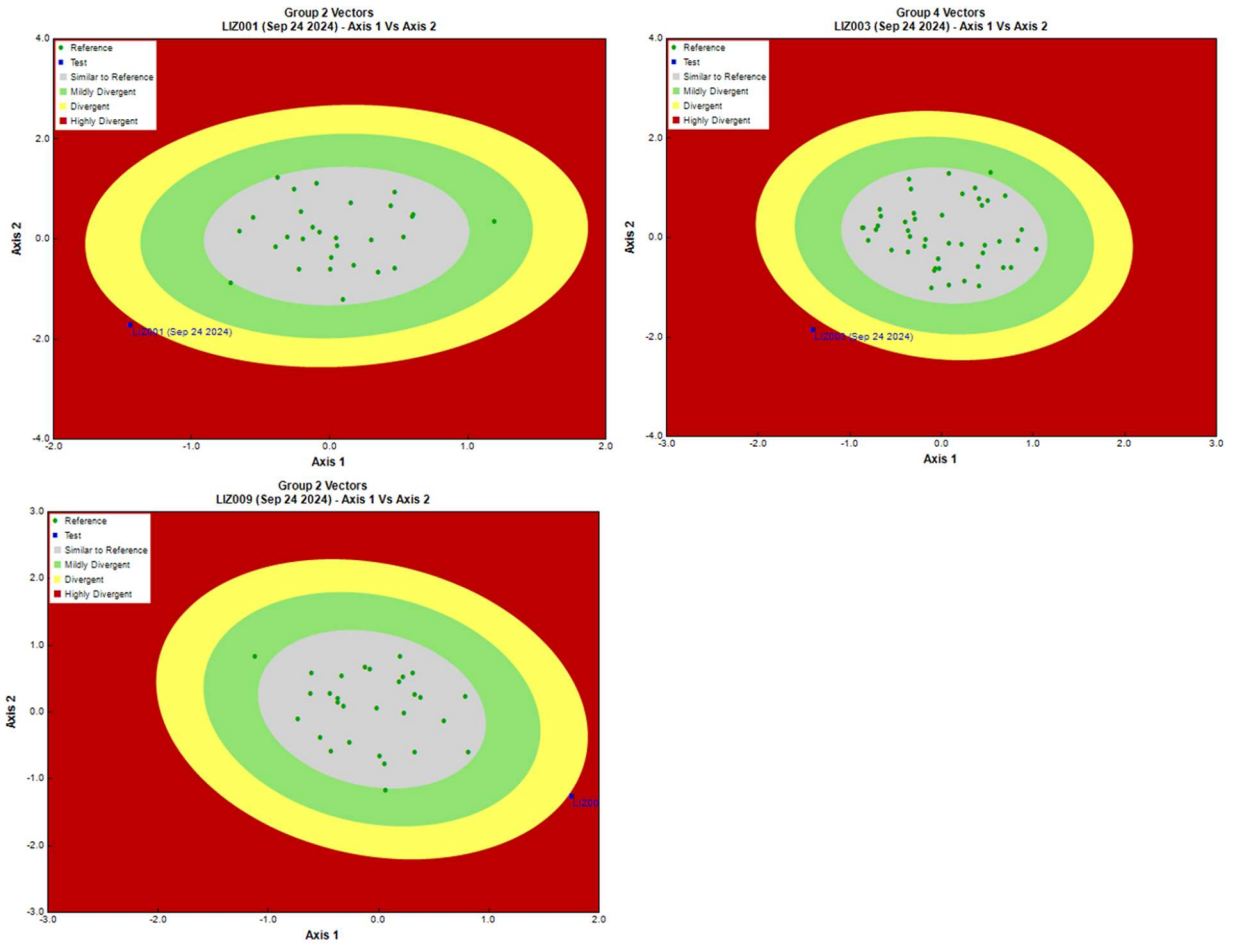 Group 2 Vectors
LIZ001 (Sep 24 2024) - Axis 1 Vs Axis 2
4.0
2.0
0.0
-2.0
-4.0
Axis 2
Reference
Test
Similar to Reference
Mildly Divergent
Divergent
Highly Divergent
LIZ001 (Sep 24 2024)
-2.0 -1.0 0.0 1.0 2.0
Axis 1
Group 4 Vectors
LIZ003 (Sep 24 2024) - Axis 1 Vs Axis 2
4.0
2.0
0.0
-2.0
-4.0
Axis 2
Reference
Test
Similar to Reference
Mildly Divergent
Divergent
Highly Divergent
LIZ003 (Sep 24 2024)
-3.0 -2.0 -1.0 0.0 1.0 2.0 3.0
Axis 1
Group 2 Vectors
LIZ009 (Sep 24 2024) - Axis 1 Vs Axis 2
3.0
2.0
1.0
0.0
-1.0
-2.0
-3.0
Axis 2
Reference
Test
Similar to Reference
Mildly Divergent
Divergent
Highly Divergent
LIZ00
-3.0 -2.0 -1.0 0.0 1.0 2.0
Axis 1